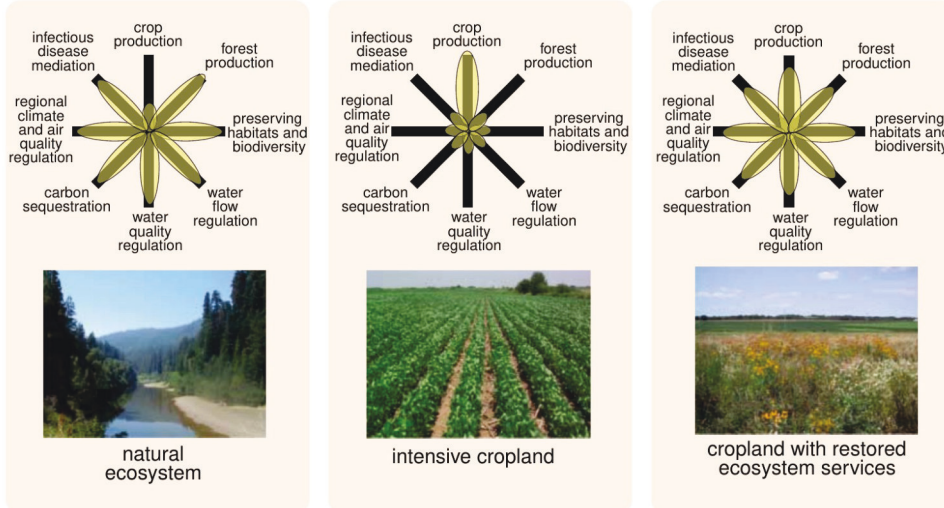 crop
production
infectious
disease
mediation
forest
production
regional
climate
and air
quality
regulation
preserving
habitats and
biodiversity
carbon
sequestration
water
quality
regulation
water
flow
regulation
natural
ecosystem
crop
production
infectious
disease
mediation
forest
production
regional
climate
and air
quality
regulation
preserving
habitats and
biodiversity
carbon
sequestration
water
quality
regulation
water
flow
regulation
intensive cropland
crop
production
infectious
disease
mediation
forest
production
regional
climate
and air
quality
regulation
preserving
habitats and
biodiversity
carbon
sequestration
water
quality
regulation
water
flow
regulation
cropland with restored
ecosystem services